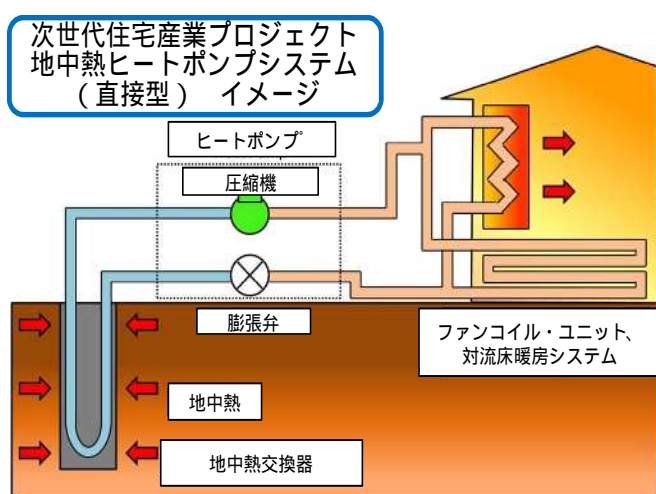 次世代住宅産業プロジェクト
地中熱ヒートポンプシステム
（直接型）　イメージ
ヒートポンプ
圧縮機
膨張弁
ファンコイル・ユニット、
対流床暖房システム
地中熱
地中熱交換器